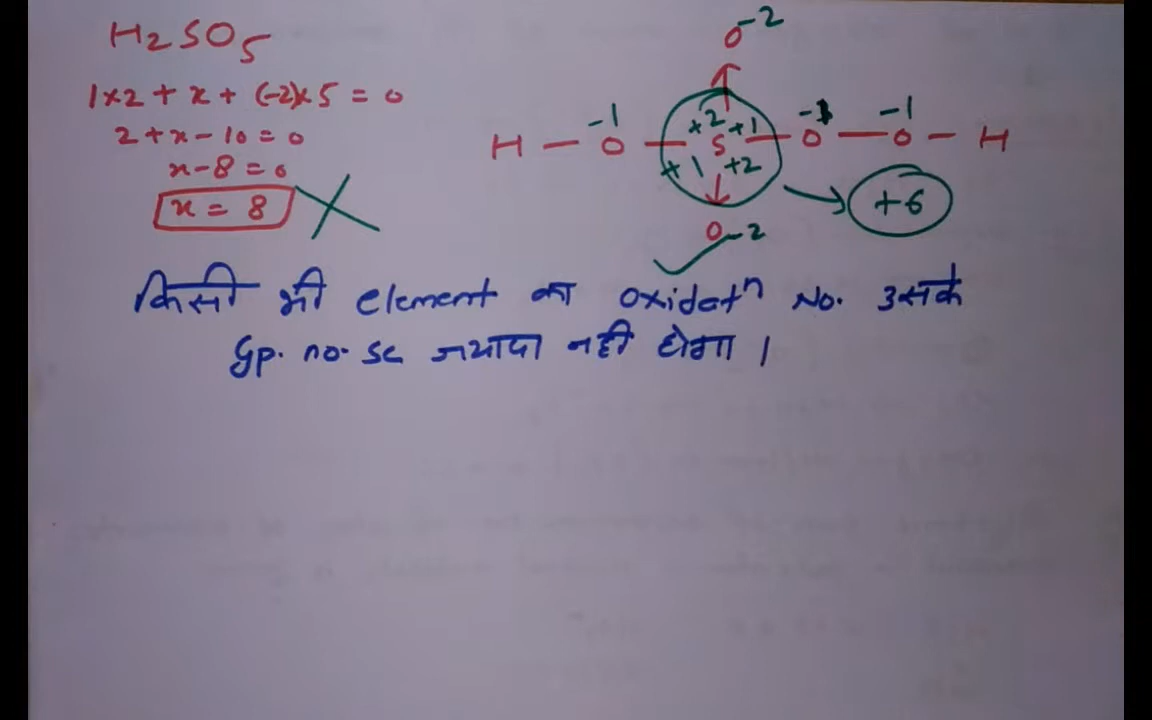 H₂SO₅
1×2 + x + (-2)×5 = 0
2 + x - 10 = 0
x - 8 = 0
x = 8
O -2
H — O -1 — S +2 +1 +1 +2 — O -1 — O -1 — H
+6
O -2
किसी भी element का oxidatⁿ No. उसके
Gp. no. se ज्यादा नही होगा ।